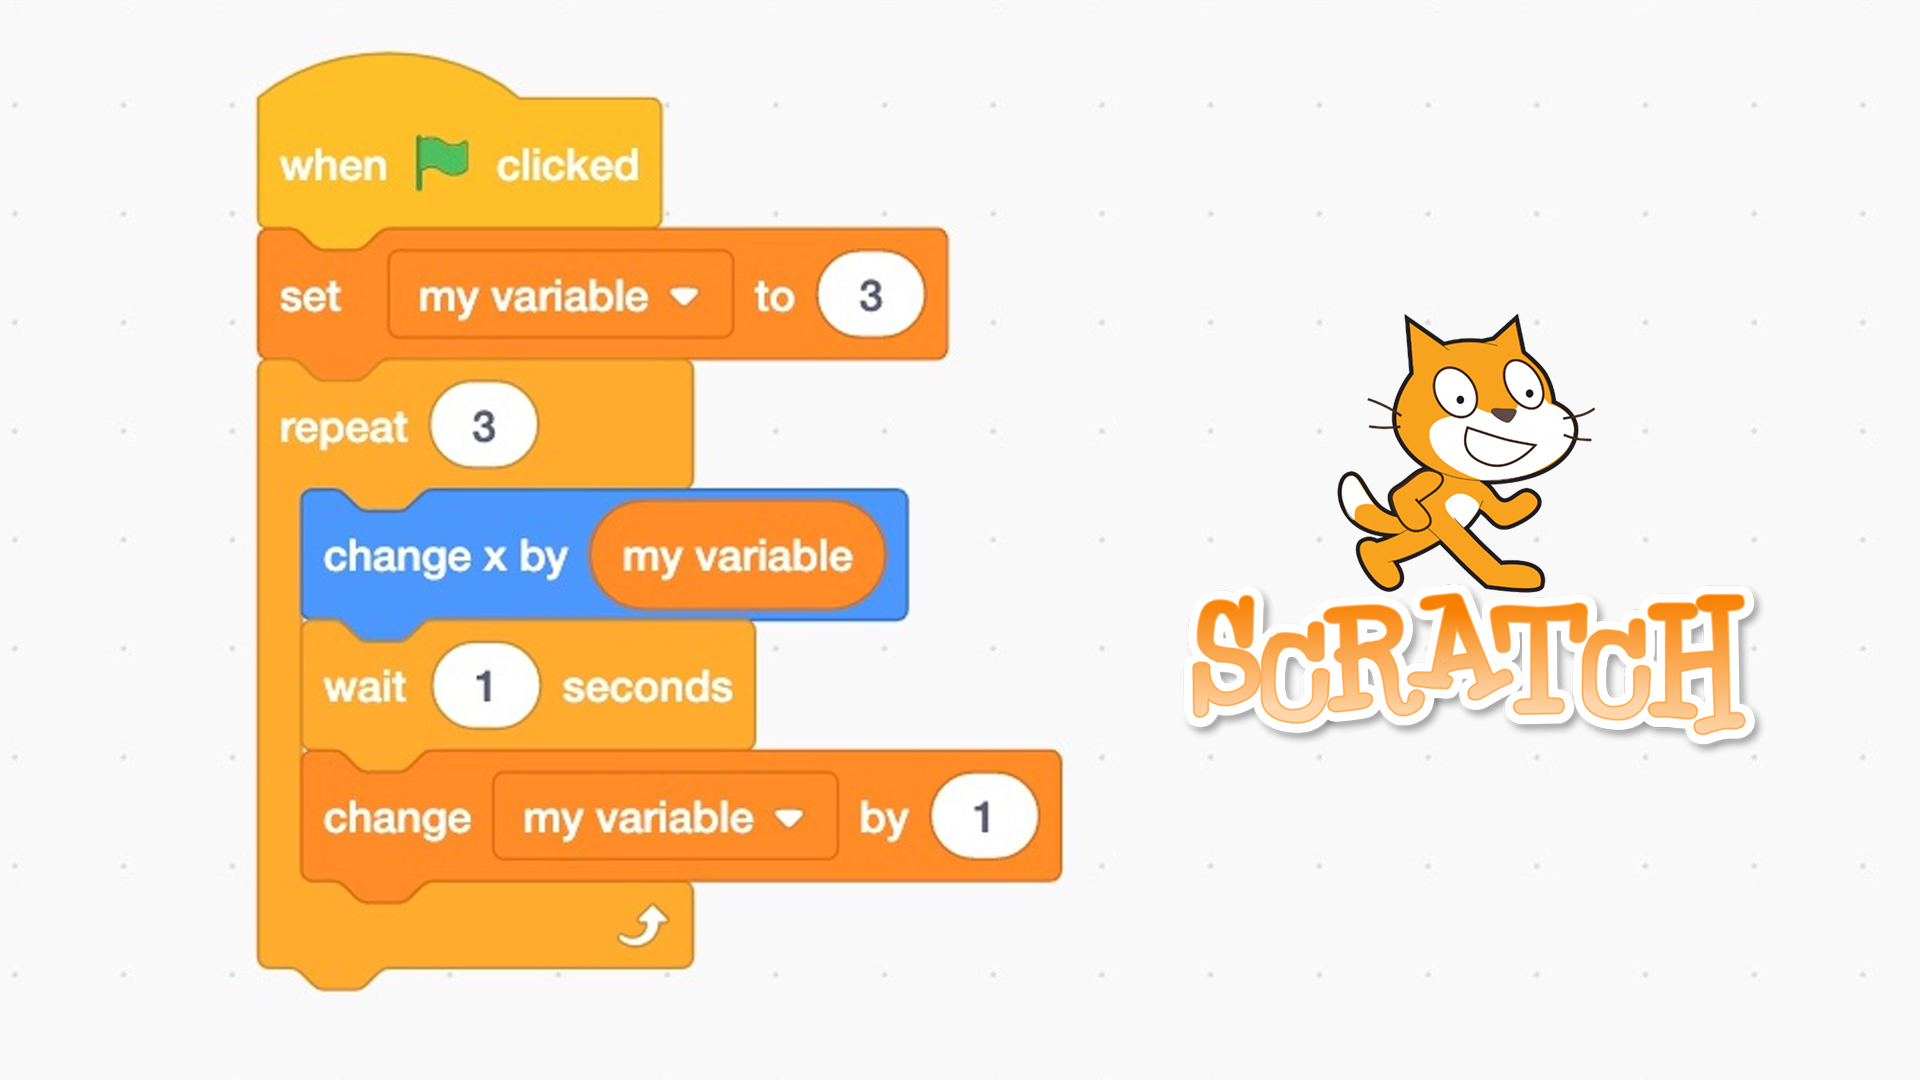 when clicked
set my variable to 3
repeat 3
change x by my variable
wait 1 seconds
change my variable by 1
SCRATCH